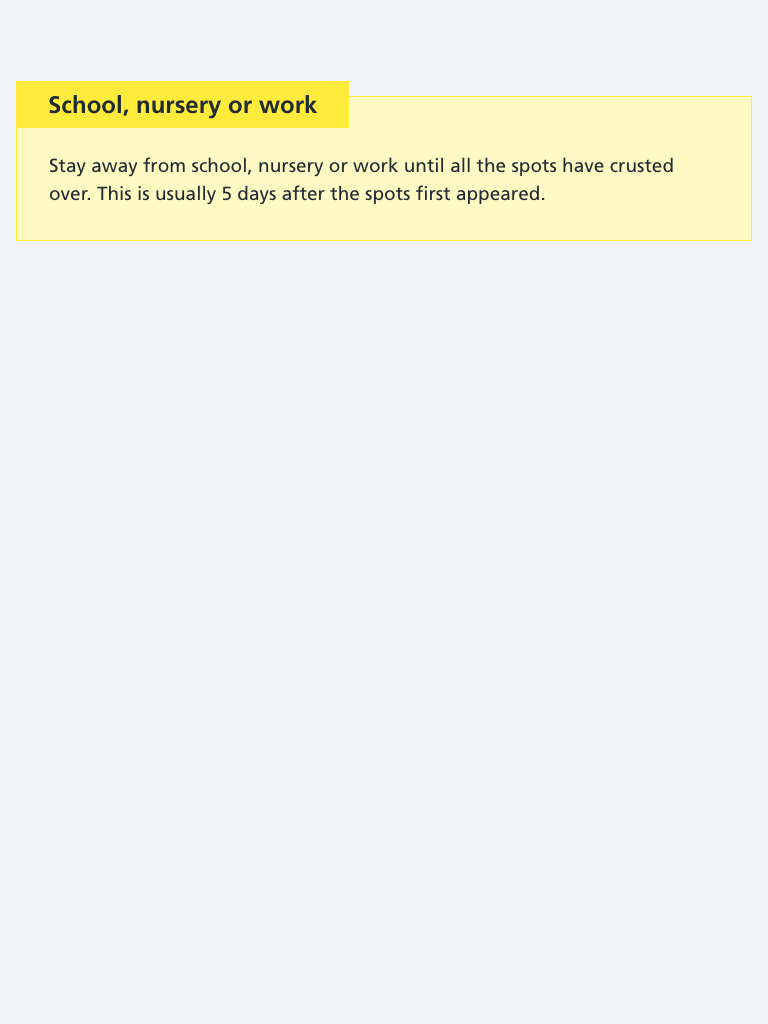 School, nursery or work
Stay away from school, nursery or work until all the spots have crusted
over. This is usually 5 days after the spots first appeared.